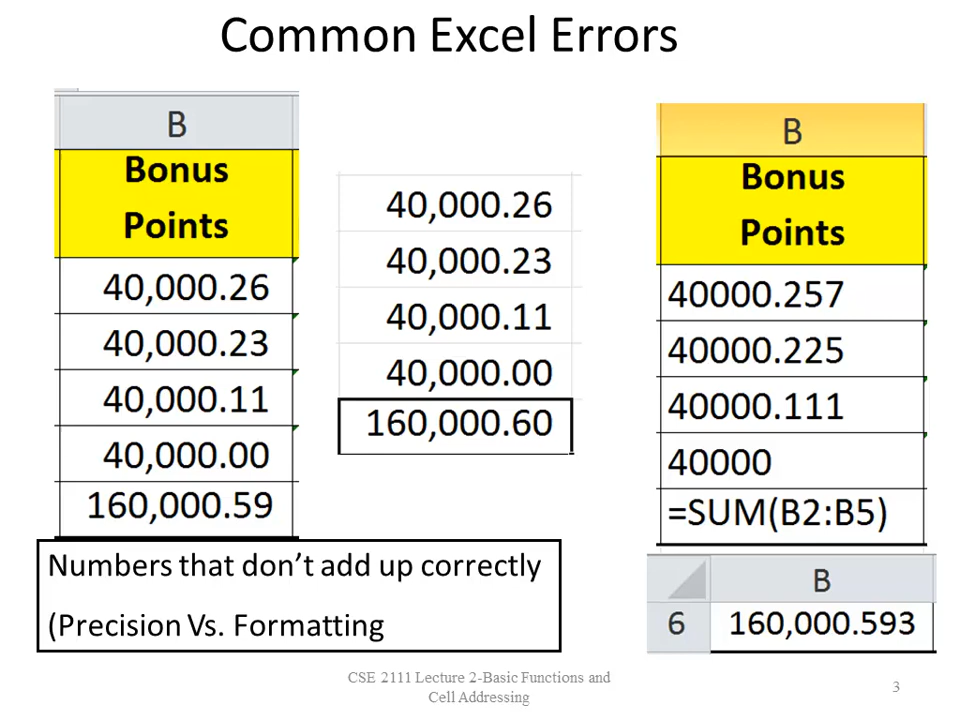 Common Excel Errors
B
Bonus
Points
40,000.26
40,000.23
40,000.11
40,000.00
160,000.59
40,000.26
40,000.23
40,000.11
40,000.00
160,000.60
B
Bonus
Points
40000.257
40000.225
40000.111
40000
=SUM(B2:B5)
B
6 160,000.593
Numbers that don’t add up correctly
(Precision Vs. Formatting
CSE 2111 Lecture 2-Basic Functions and
Cell Addressing
3